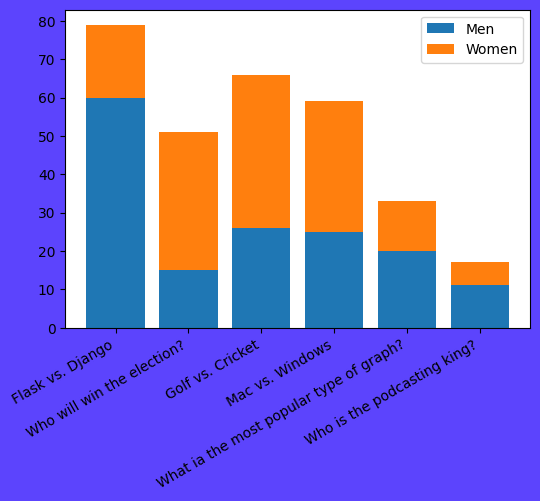 80
70
60
50
40
30
20
10
0
Men
Women
Flask vs. Django
Who will win the election?
Golf vs. Cricket
Mac vs. Windows
What ia the most popular type of graph?
Who is the podcasting king?